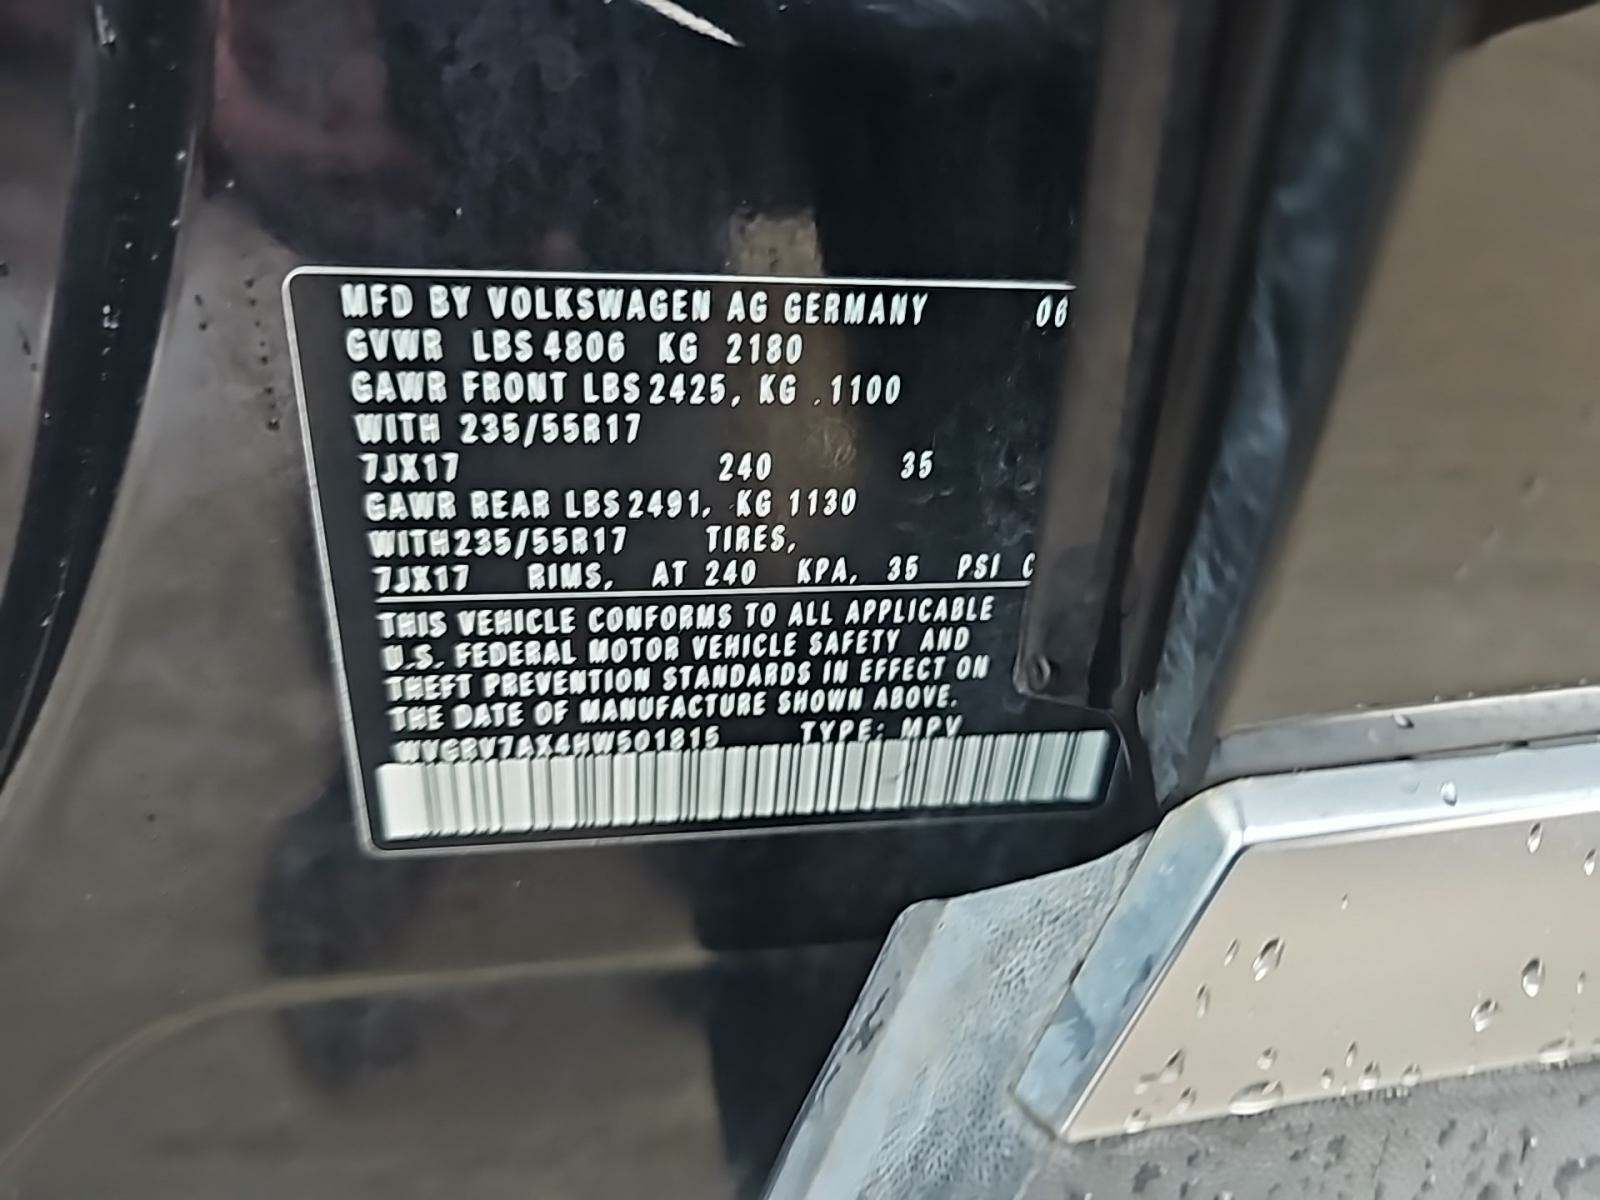 MFD BY VOLKSWAGEN AG GERMANY 06
GVWR LBS 4806 KG 2180
GAWR FRONT LBS 2425, KG .1100
WITH 235/55R17
7JX17 240 35
GAWR REAR LBS 2491, KG 1130
WITH 235/55R17 TIRES,
7JX17 RIMS, AT 240 KPA, 35 PSI C
THIS VEHICLE CONFORMS TO ALL APPLICABLE
U.S. FEDERAL MOTOR VEHICLE SAFETY AND
THEFT PREVENTION STANDARDS IN EFFECT ON
THE DATE OF MANUFACTURE SHOWN ABOVE.
WVGBV7AX4HW501815 TYPE: MPV